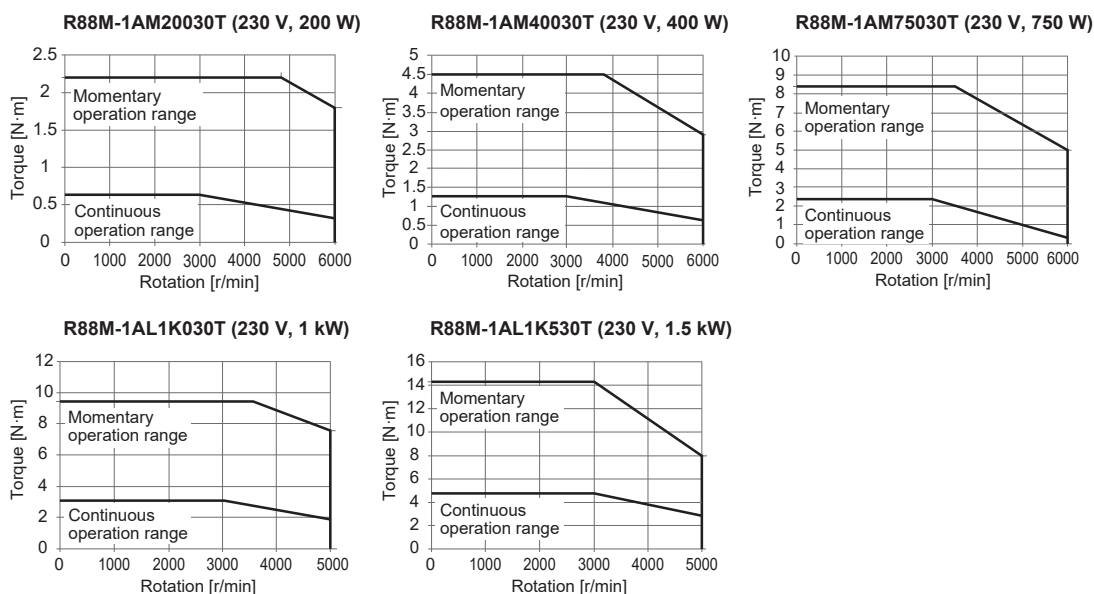 R88M-1AM20030T (230 V, 200 W)
2.5
2
1.5
1
0.5
0
Torque [N·m]
Momentary
operation range
Continuous
operation range
0 1000 2000 3000 4000 5000 6000
Rotation [r/min]
R88M-1AM40030T (230 V, 400 W)
5
4.5
4
3.5
3
2.5
2
1.5
1
0.5
0
Torque [N·m]
Momentary
operation range
Continuous
operation range
0 1000 2000 3000 4000 5000 6000
Rotation [r/min]
R88M-1AM75030T (230 V, 750 W)
10
9
8
7
6
5
4
3
2
1
0
Torque [N·m]
Momentary
operation range
Continuous
operation range
0 1000 2000 3000 4000 5000 6000
Rotation [r/min]
R88M-1AL1K030T (230 V, 1 kW)
12
10
8
6
4
2
0
Torque [N·m]
Momentary
operation range
Continuous
operation range
0 1000 2000 3000 4000 5000
Rotation [r/min]
R88M-1AL1K530T (230 V, 1.5 kW)
16
14
12
10
8
6
4
2
0
Torque [N·m]
Momentary
operation range
Continuous
operation range
0 1000 2000 3000 4000 5000
Rotation [r/min]